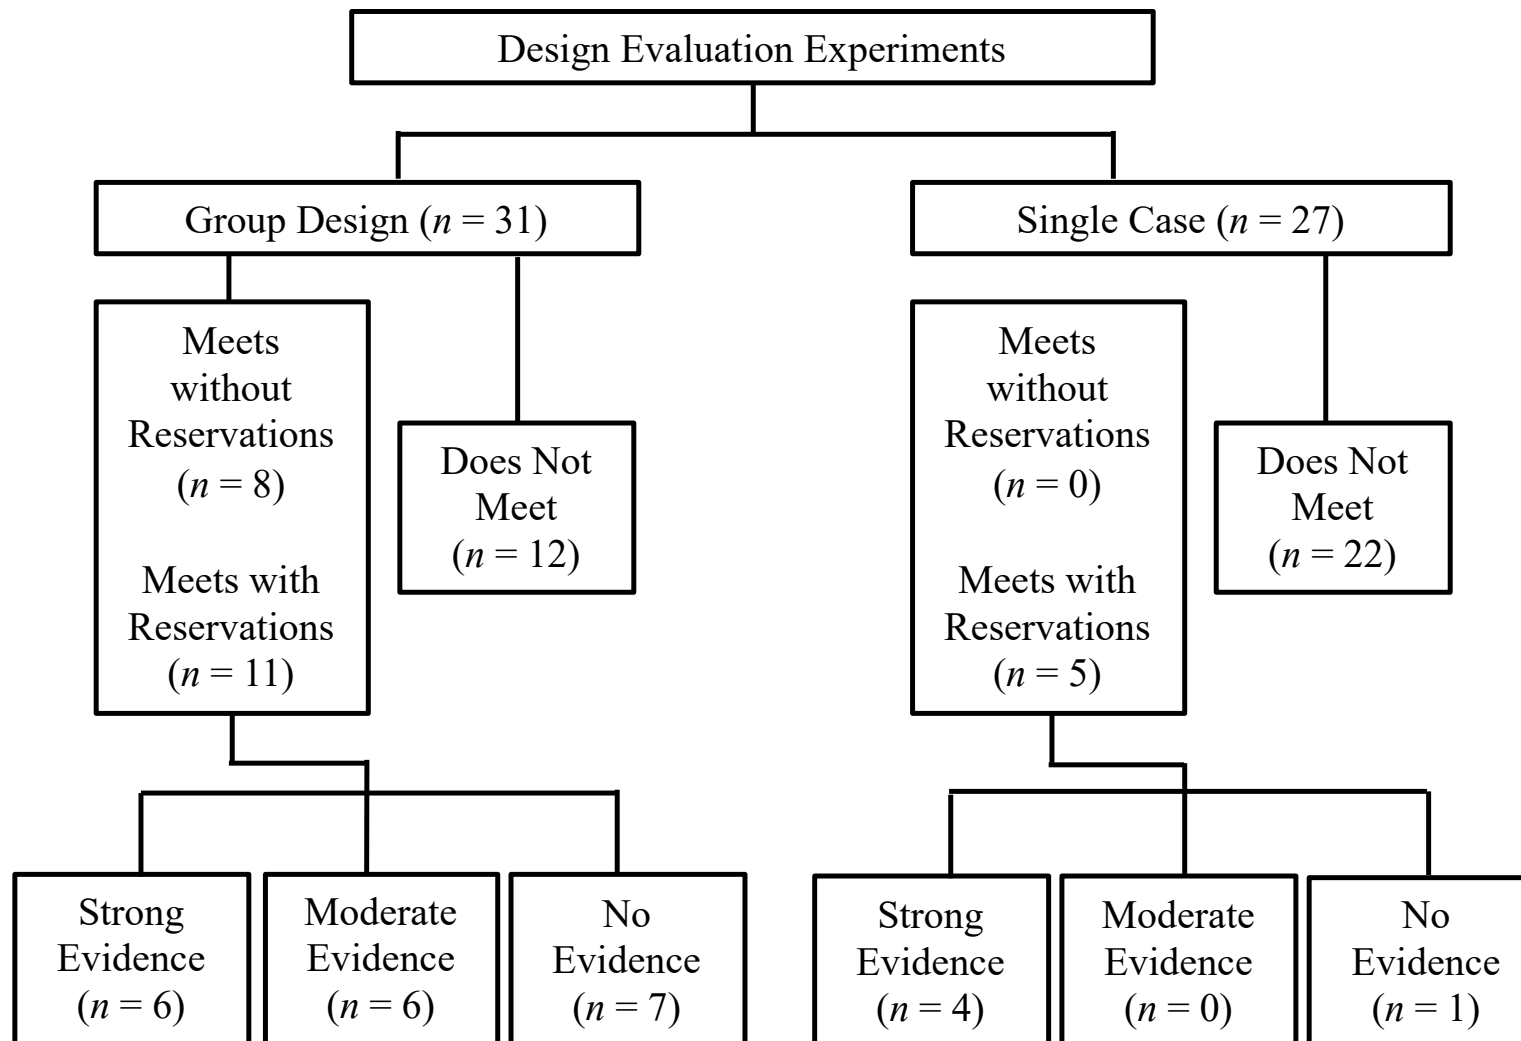 Design Evaluation Experiments
Group Design (n = 31)
Single Case (n = 27)
Meets
without
Reservations
(n = 8)
Meets with
Reservations
(n = 11)
Does Not
Meet
(n = 12)
Meets
without
Reservations
(n = 0)
Meets with
Reservations
(n = 5)
Does Not
Meet
(n = 22)
Strong
Evidence
(n = 6)
Moderate
Evidence
(n = 6)
No
Evidence
(n = 7)
Strong
Evidence
(n = 4)
Moderate
Evidence
(n = 0)
No
Evidence
(n = 1)